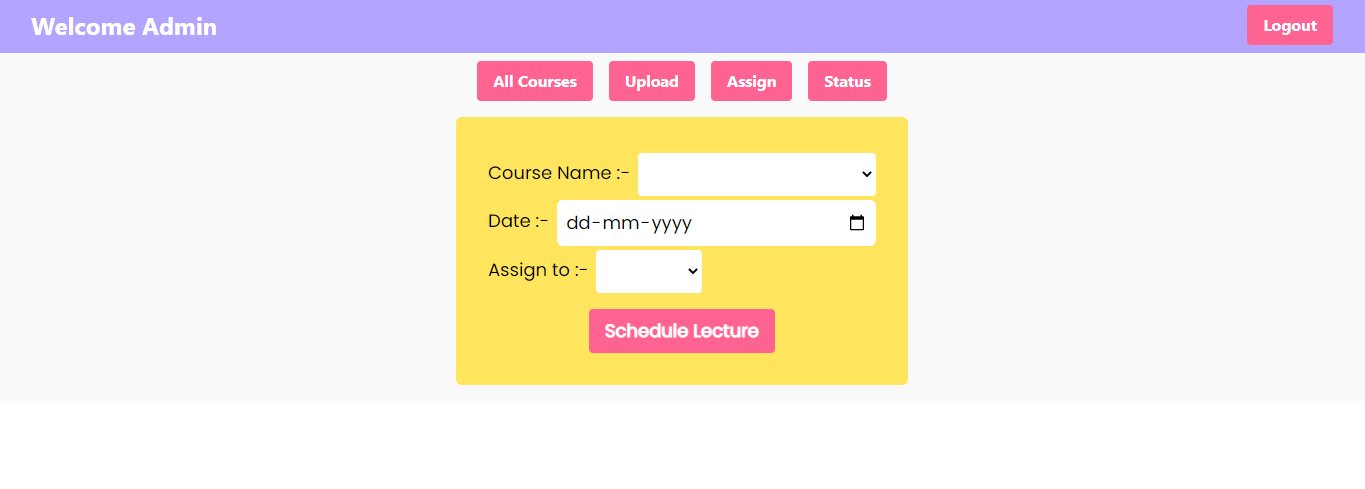 Welcome Admin Logout
All Courses Upload Assign Status
Course Name :-
Date :- dd-mm-yyyy
Assign to :-
Schedule Lecture